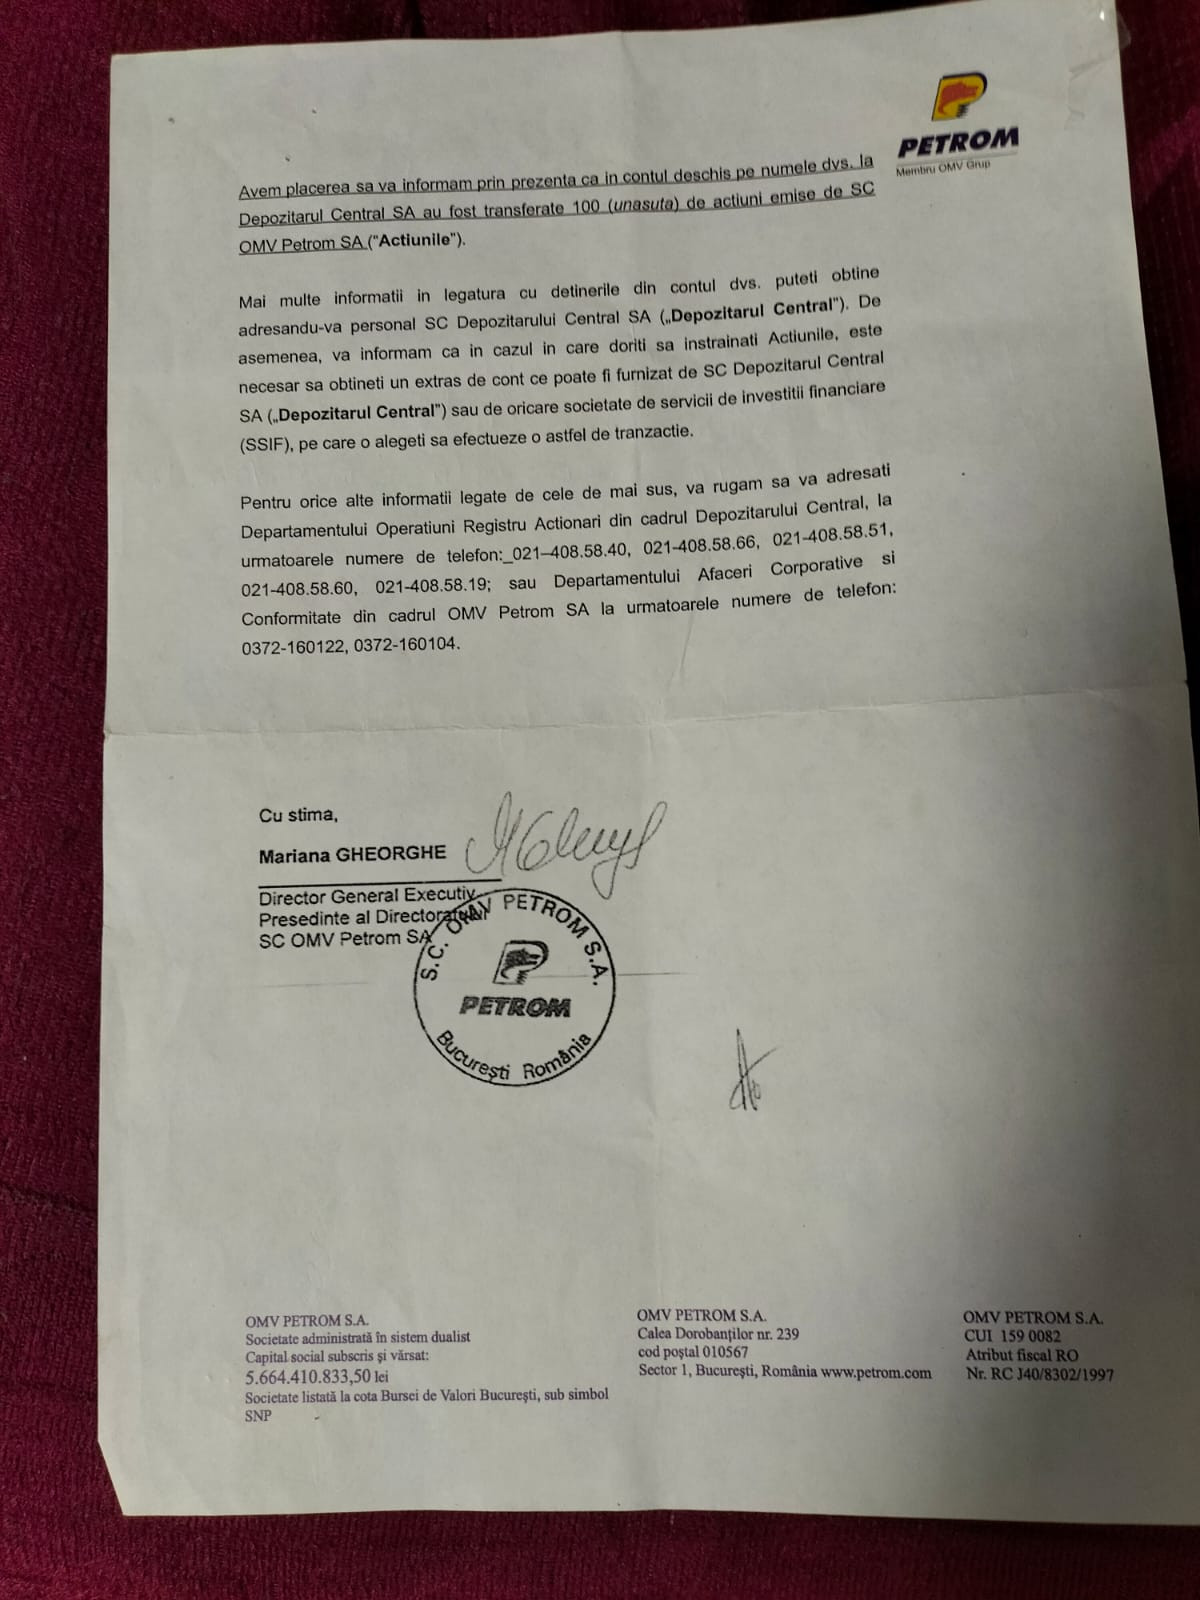 PETROM
Membru OMV Grup
Avem placerea sa va informam prin prezenta ca in contul deschis pe numele dvs. la
Depozitarul Central SA au fost transferate 100 (unasuta) de actiuni emise de SC
OMV Petrom SA ("Actiunile").
Mai multe informatii in legatura cu detinerile din contul dvs. puteti obtine
adresandu-va personal SC Depozitarului Central SA („Depozitarul Central"). De
asemenea, va informam ca in cazul in care doriti sa instrainati Actiunile, este
necesar sa obtineti un extras de cont ce poate fi furnizat de SC Depozitarul Central
SA („Depozitarul Central") sau de oricare societate de servicii de investitii financiare
(SSIF), pe care o alegeti sa efectueze o astfel de tranzactie.
Pentru orice alte informatii legate de cele de mai sus, va rugam sa va adresati
Departamentului Operatiuni Registru Actionari din cadrul Depozitarului Central, la
urmatoarele numere de telefon:_021–408.58.40, 021-408.58.66, 021-408.58.51,
021-408.58.60, 021-408.58.19; sau Departamentului Afaceri Corporative si
Conformitate din cadrul OMV Petrom SA la urmatoarele numere de telefon:
0372-160122, 0372-160104.
Cu stima,
Mariana GHEORGHE
Director General Executiv
Presedinte al Directoratului
SC OMV Petrom SA
S.C. OMV PETROM S.A.
PETROM
București România
OMV PETROM S.A.
Societate administrată în sistem dualist
Capital social subscris și vărsat:
5.664.410.833,50 lei
Societate listată la cota Bursei de Valori București, sub simbol
SNP
OMV PETROM S.A.
Calea Dorobanților nr. 239
cod poștal 010567
Sector 1, București, România www.petrom.com
OMV PETROM S.A.
CUI 159 0082
Atribut fiscal RO
Nr. RC J40/8302/1997